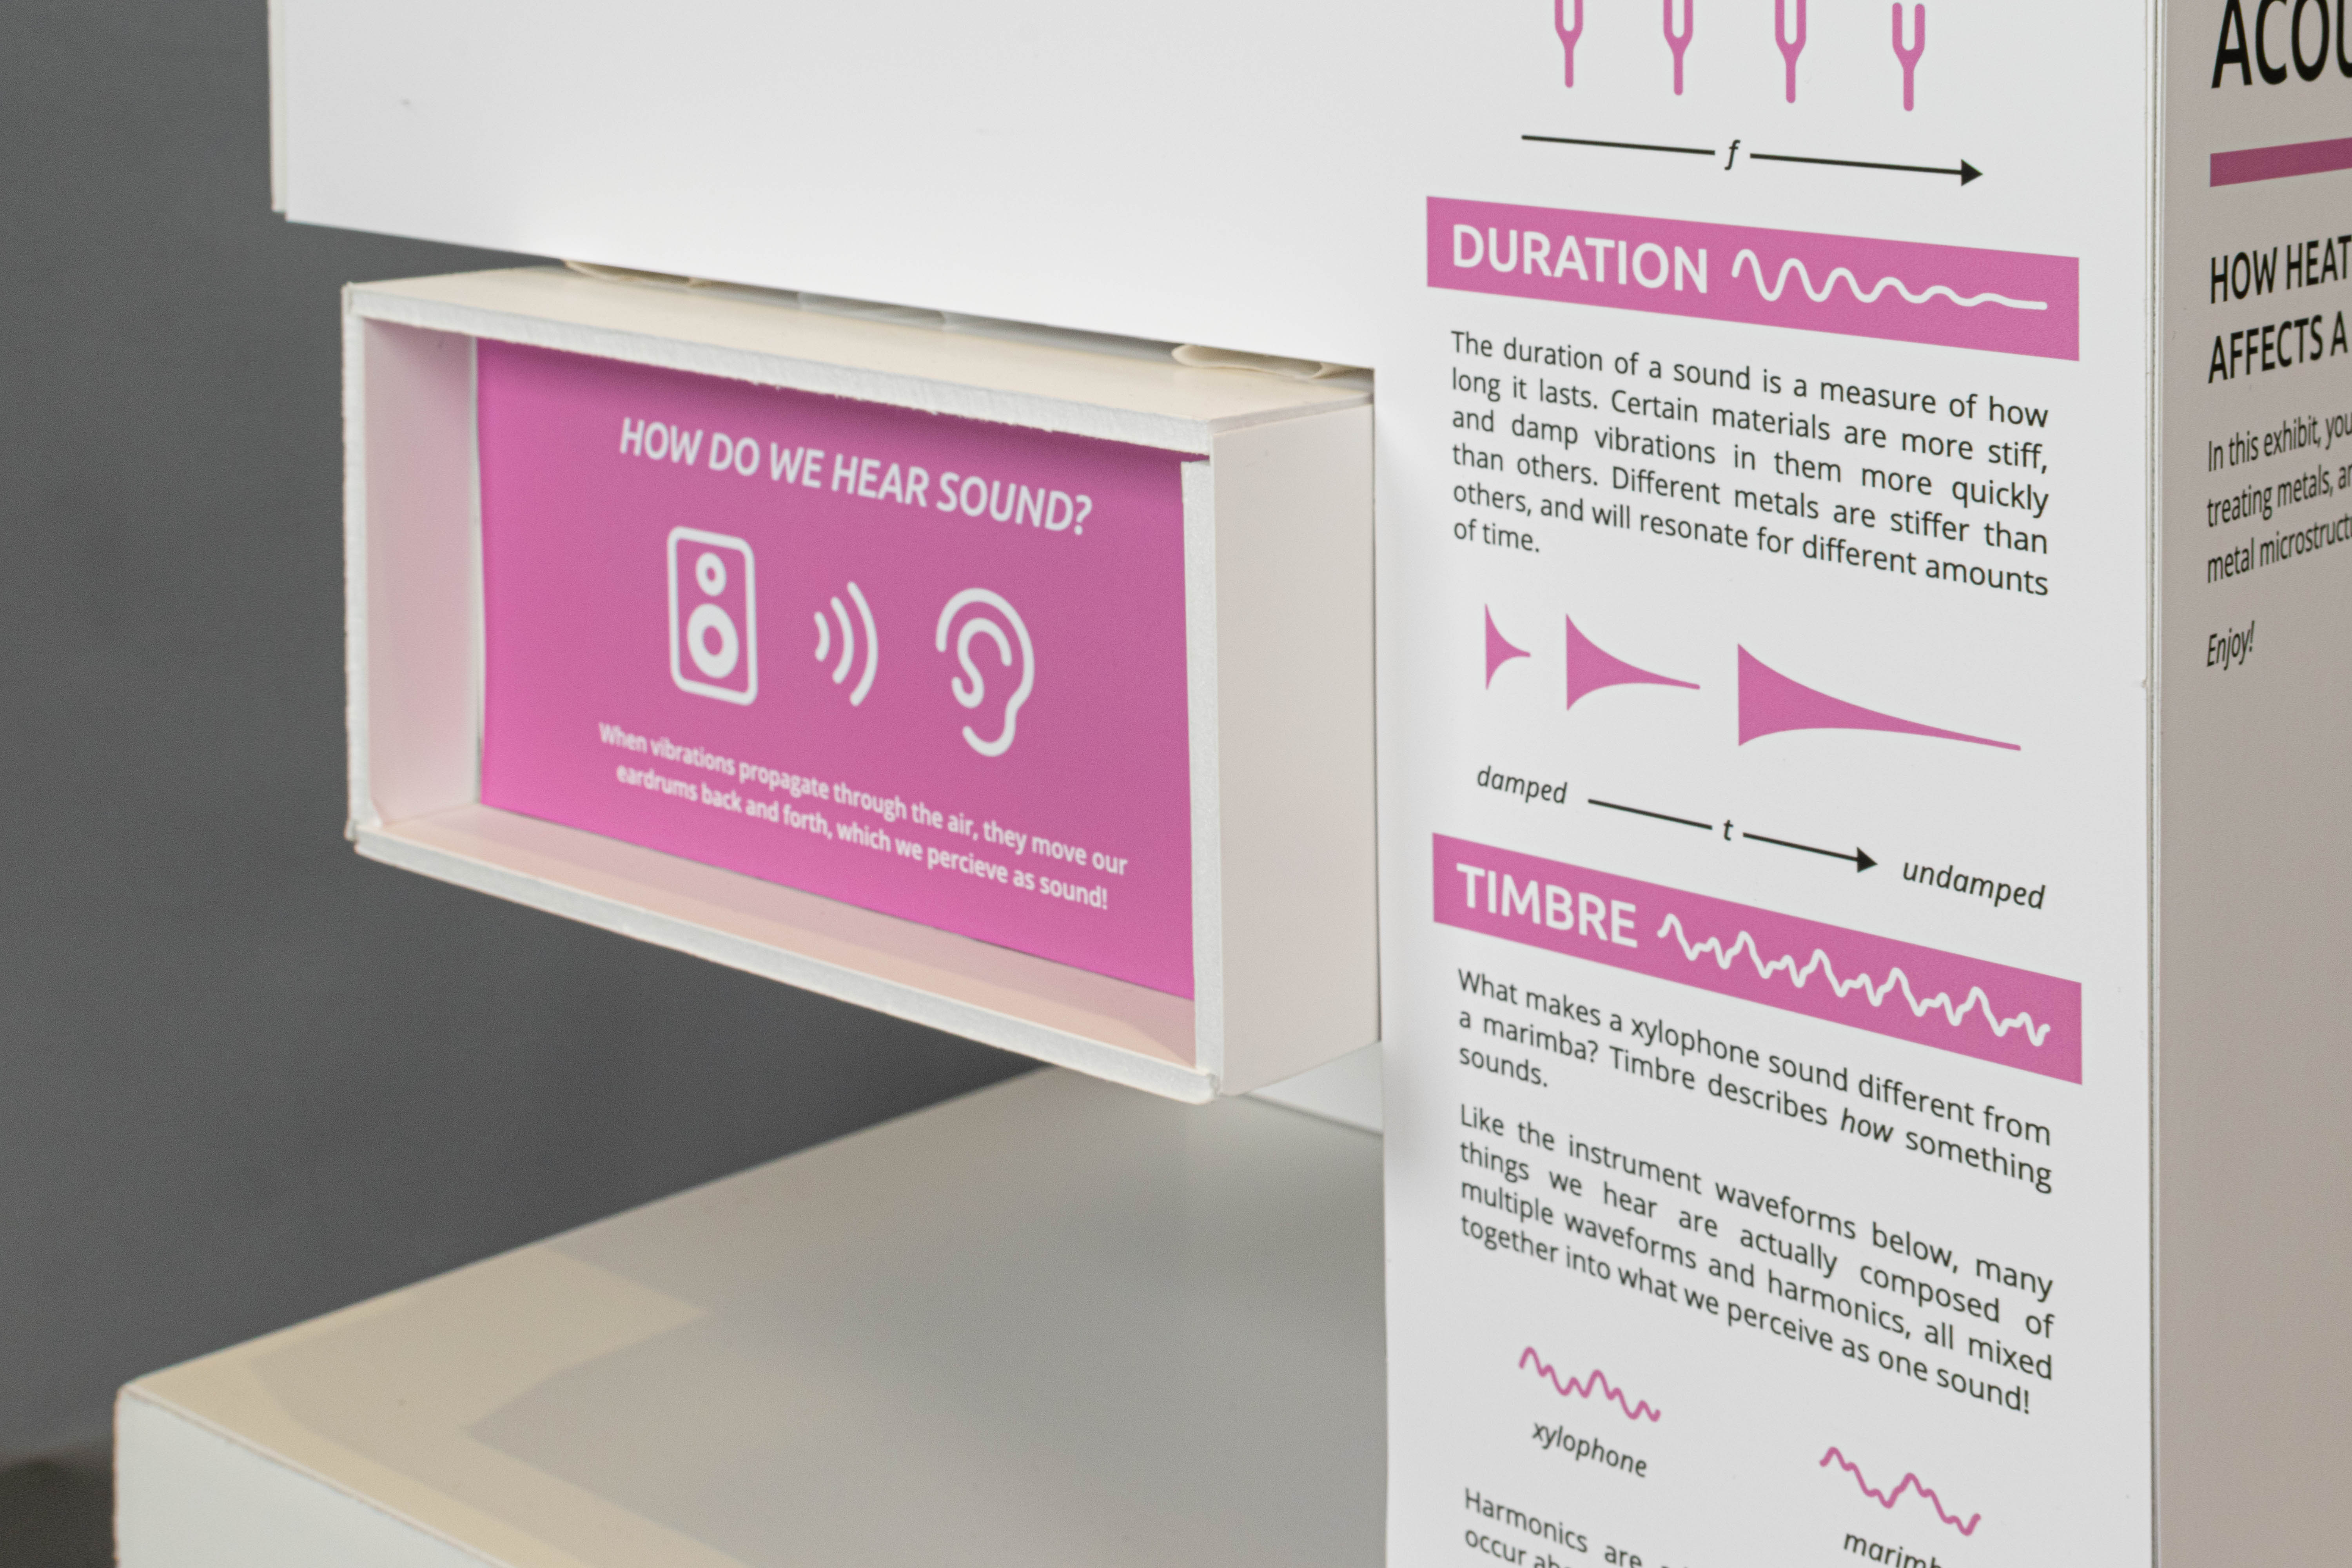 HOW DO WE HEAR SOUND?
When vibrations propagate through the air, they move our
eardrums back and forth, which we percieve as sound!
f
DURATION
The duration of a sound is a measure of how
long it lasts. Certain materials are more stiff,
and damp vibrations in them more quickly
than others. Different metals are stiffer than
others, and will resonate for different amounts
of time.
damped t undamped
TIMBRE
What makes a xylophone sound different from
a marimba? Timbre describes how something
sounds.
Like the instrument waveforms below, many
things we hear are actually composed of
multiple waveforms and harmonics, all mixed
together into what we perceive as one sound!
xylophone
Harmonics are
occur
HOW HEAT
AFFECTS A
In this exhibit, you
treating metals,
metal
Enjoy!